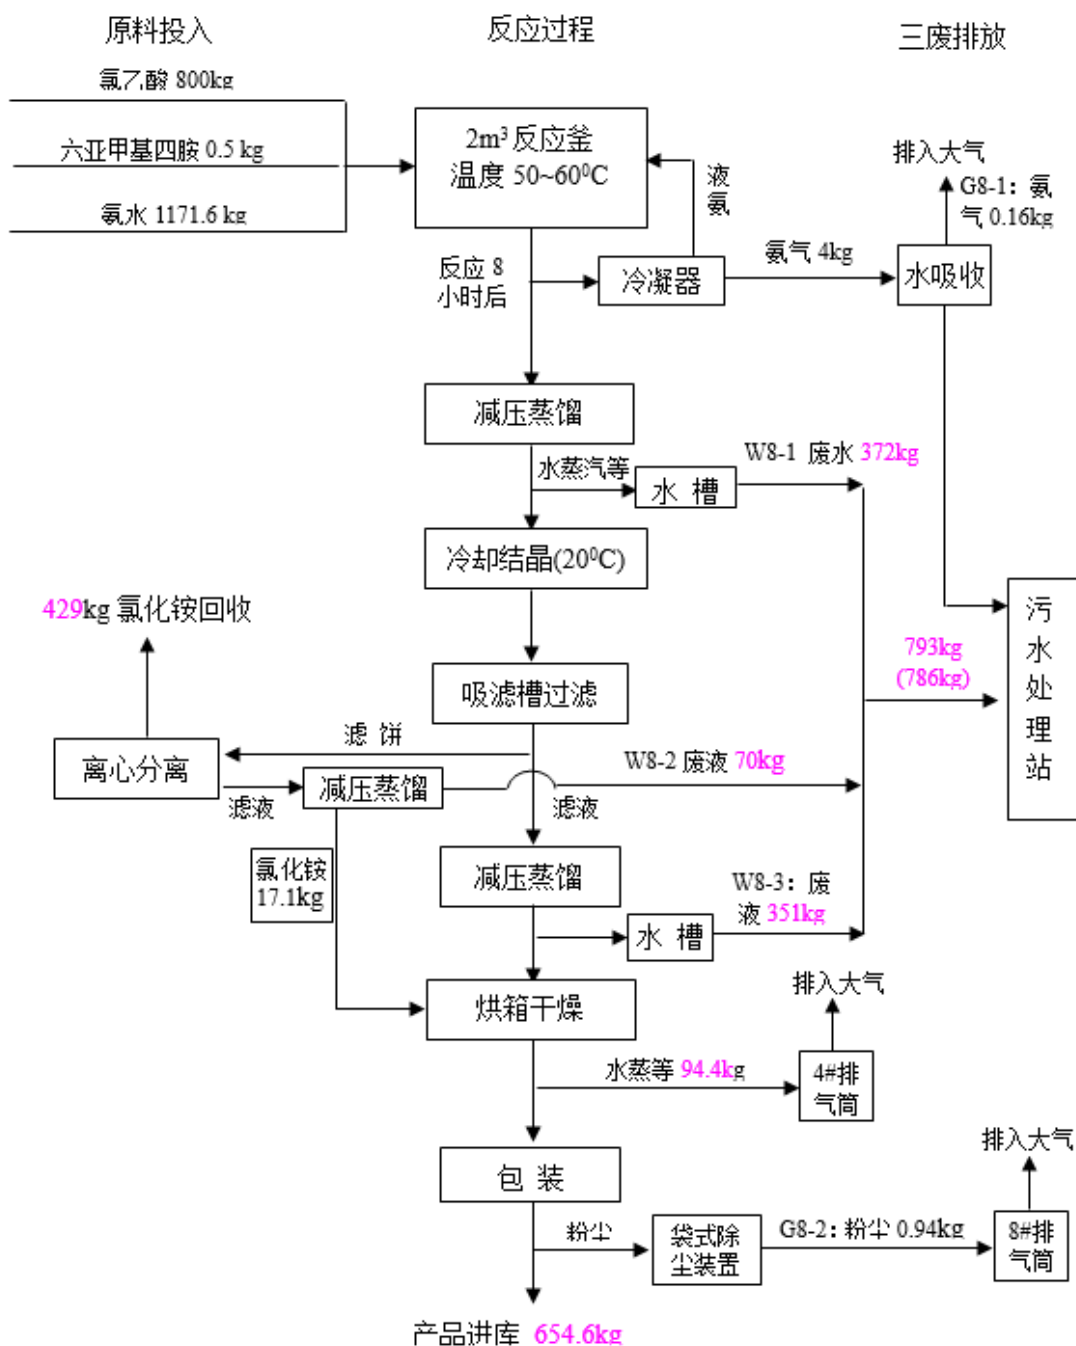 原料投入
反应过程
三废排放
氯乙酸 800kg
六亚甲基四胺 0.5 kg
氨水 1171.6 kg
2m³ 反应釜
温度 50~60⁰C
液
氨
排入大气
G8-1：氨
气 0.16kg
反应 8
小时后
冷凝器
氨气 4kg
水吸收
减压蒸馏
水蒸汽等
水 槽
W8-1 废水 372kg
冷却结晶(20⁰C)
429kg 氯化铵回收
污
水
处
理
站
793kg
(786kg)
吸滤槽过滤
滤 饼
离心分离
滤液
减压蒸馏
W8-2 废液 70kg
滤液
氯化铵
17.1kg
减压蒸馏
W8-3：废
液 351kg
水 槽
排入大气
烘箱干燥
水蒸等 94.4kg
4#排
气筒
包 装
排入大气
粉尘
袋式除
尘装置
G8-2：粉尘 0.94kg
8#排
气筒
产品进库 654.6kg